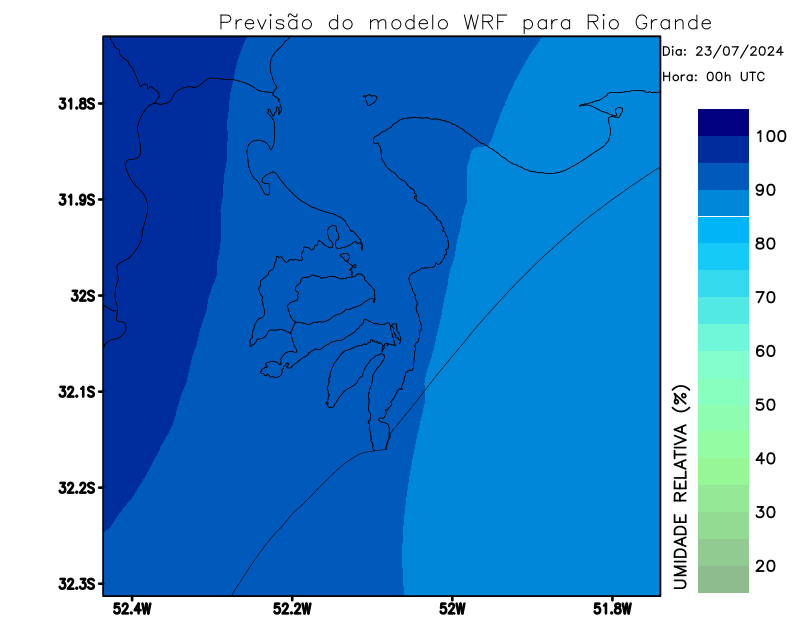 Previsão do modelo WRF para Rio Grande
Dia: 23/07/2024
Hora: 00h UTC
31.8S
31.9S
32S
32.1S
32.2S
32.3S
52.4W
52.2W
52W
51.8W
UMIDADE RELATIVA (%)
100
90
80
70
60
50
40
30
20